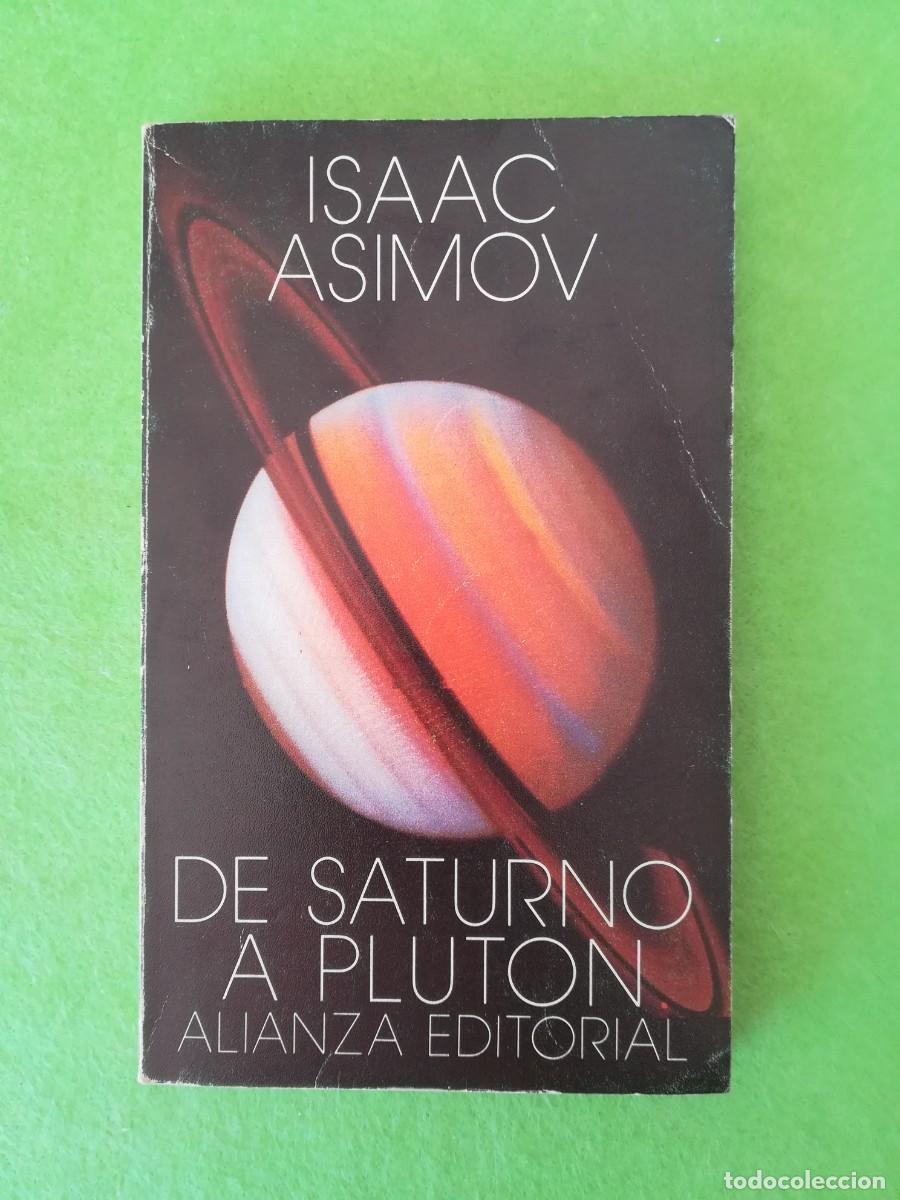 ISAAC
ASIMOV
DE SATURNO
A PLUTON
ALIANZA EDITORIAL
todocoleccion